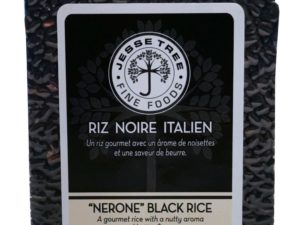 JESSE TREE
FINE FOODS
RIZ NOIRE ITALIEN
Un riz gourmet avec un arôme de noisettes
et une saveur de beurre.
"NERONE" BLACK RICE
A gourmet rice with a nutty aroma